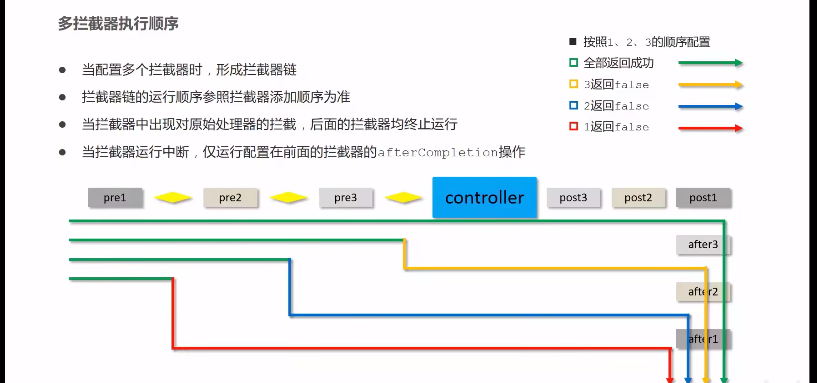 多拦截器执行顺序
按照1、2、3的顺序配置
全部返回成功
3返回false
2返回false
1返回false
当配置多个拦截器时，形成拦截器链
拦截器链的运行顺序参照拦截器添加顺序为准
当拦截器中出现对原始处理器的拦截，后面的拦截器均终止运行
当拦截器运行中断，仅运行配置在前面的拦截器的afterCompletion操作
pre1 pre2 pre3 controller post3 post2 post1
after3
after2
after1